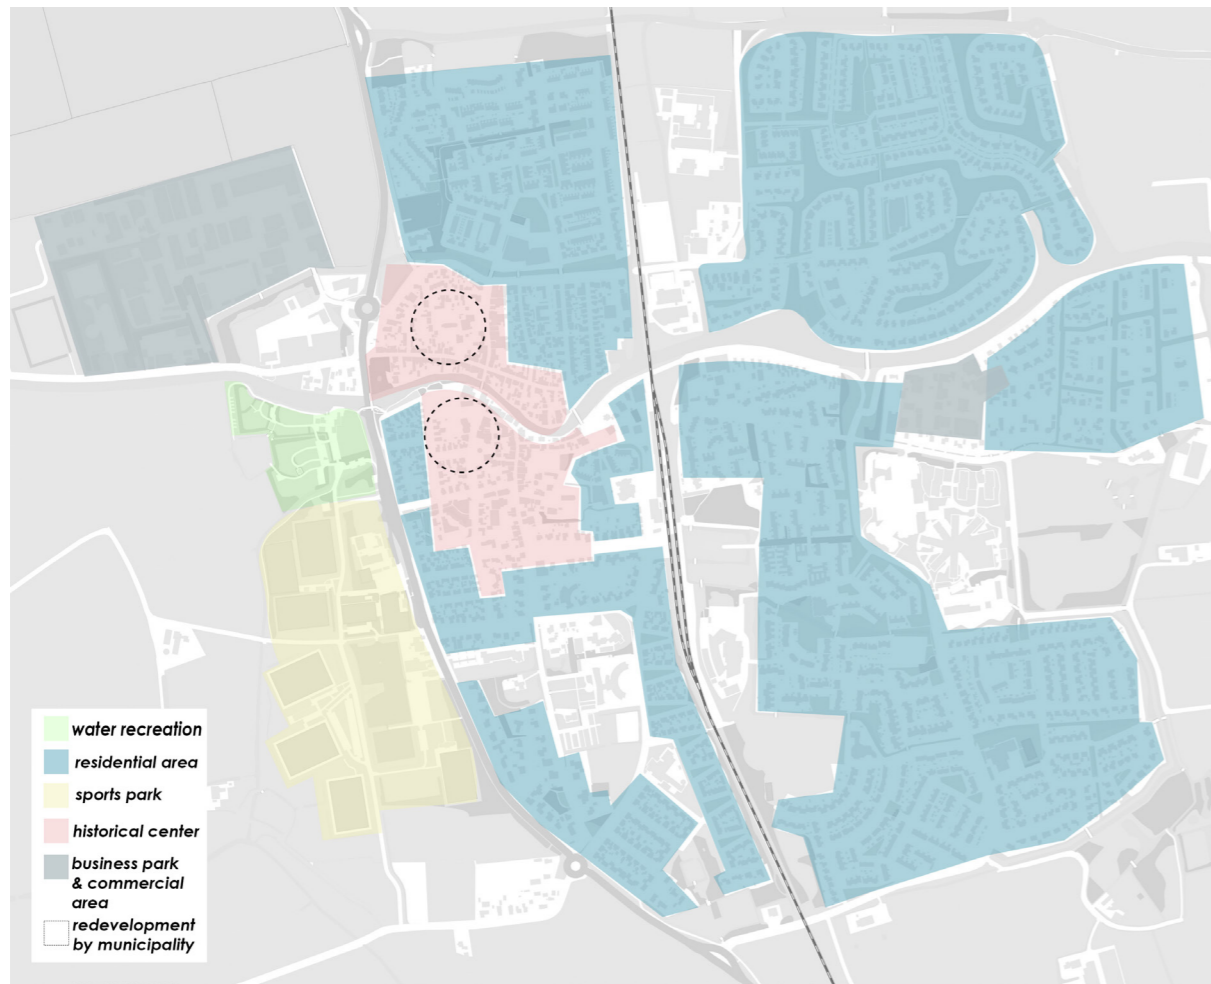 water recreation
residential area
sports park
historical center
business park
& commercial
area
redevelopment
by municipality